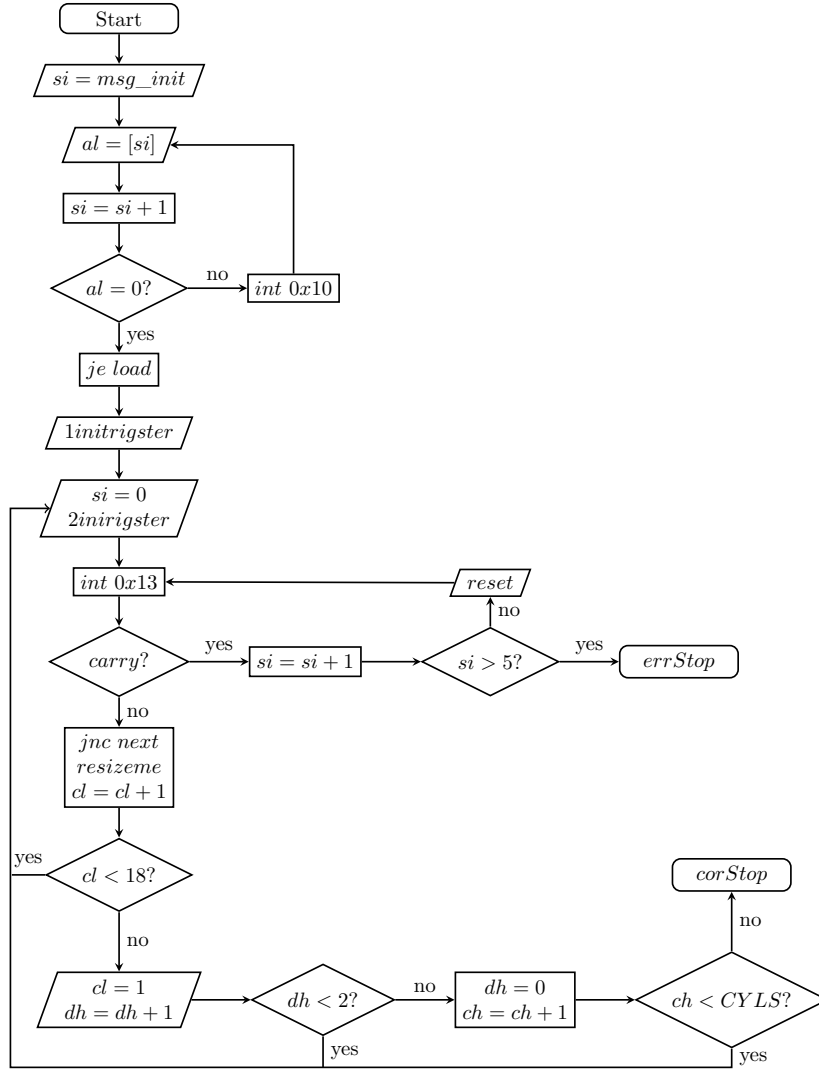 Start
si = msg_init
al = [si]
si = si + 1
al = 0?
no
int 0x10
yes
je load
1initrigster
si = 0
2inirigster
int 0x13
reset
no
carry?
yes
si = si + 1
si > 5?
yes
errStop
no
jnc next
resizeme
cl = cl + 1
yes
cl < 18?
corStop
no
no
cl = 1
dh = dh + 1
dh < 2?
no
dh = 0
ch = ch + 1
ch < CYLS?
yes
yes